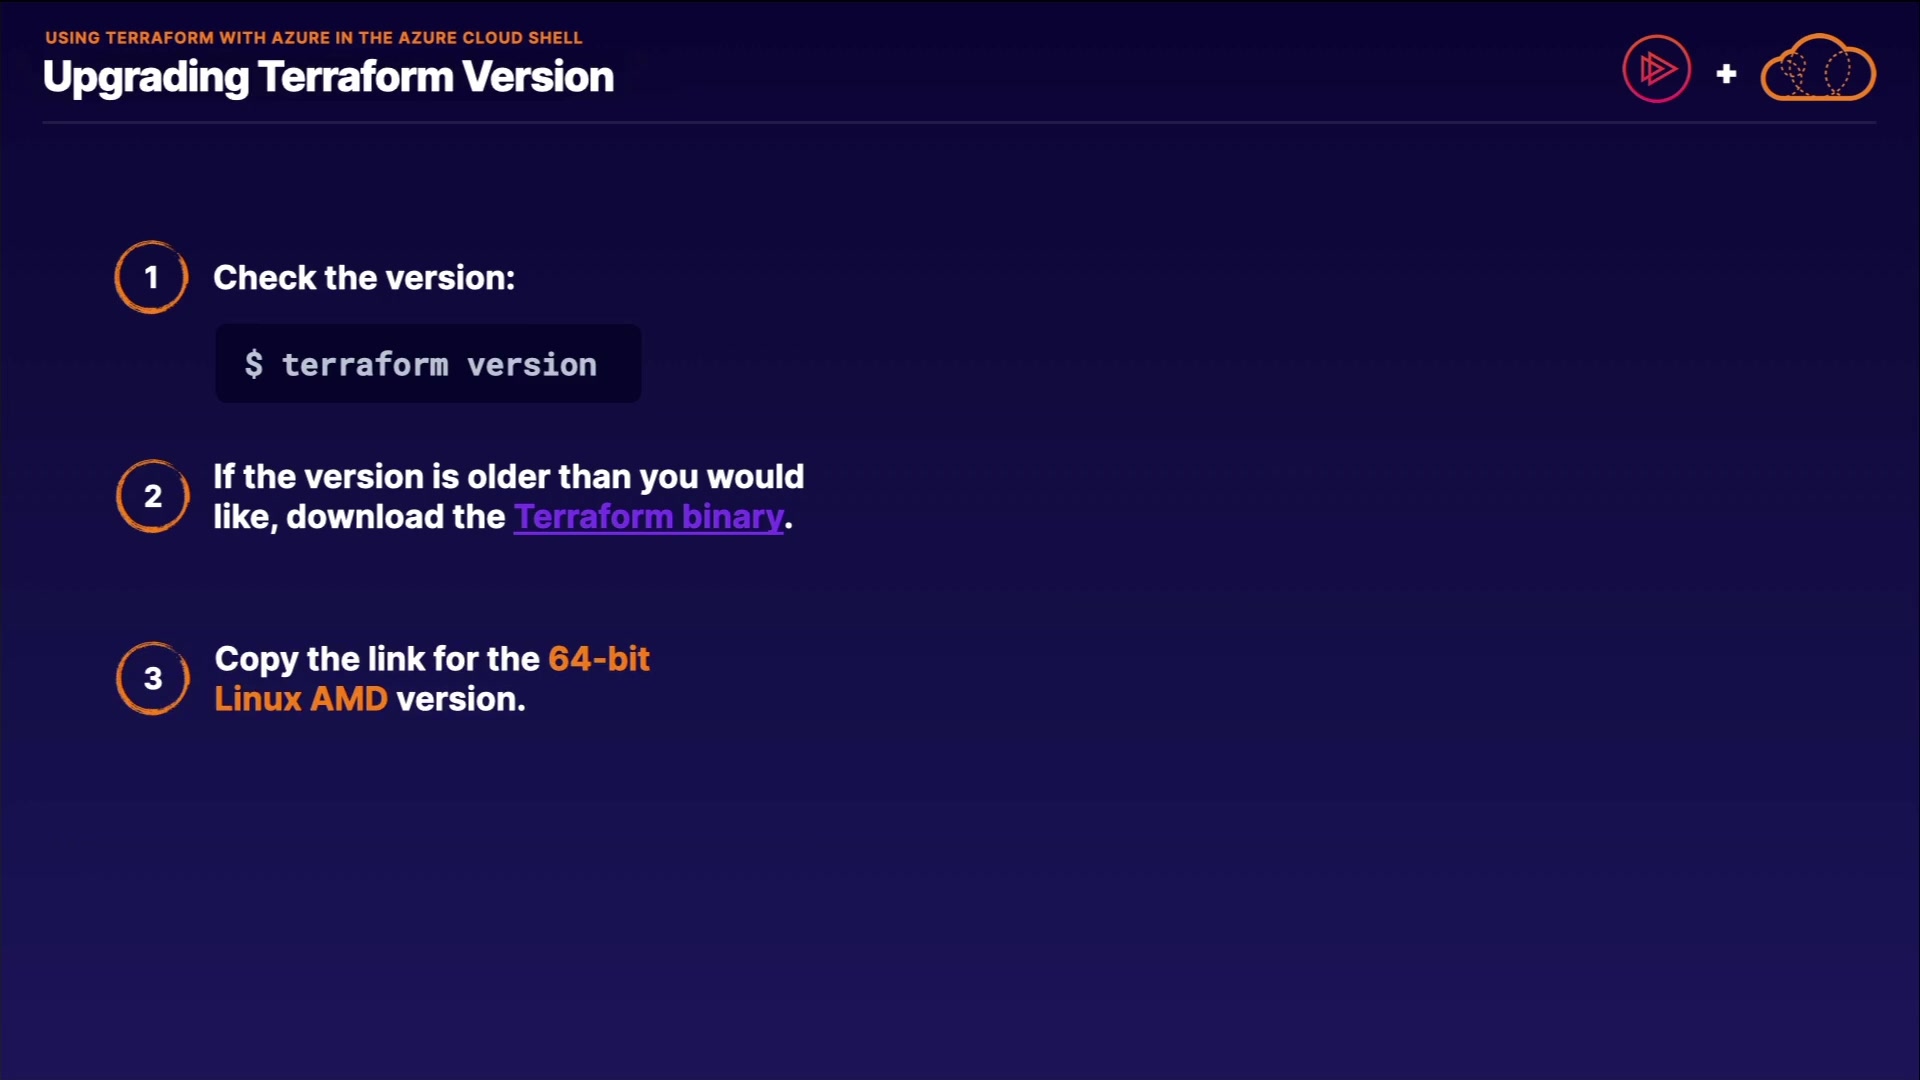 USING TERRAFORM WITH AZURE IN THE AZURE CLOUD SHELL
Upgrading Terraform Version
+
1
Check the version:
$ terraform version
2
If the version is older than you would
like, download the Terraform binary.
3
Copy the link for the 64-bit
Linux AMD version.